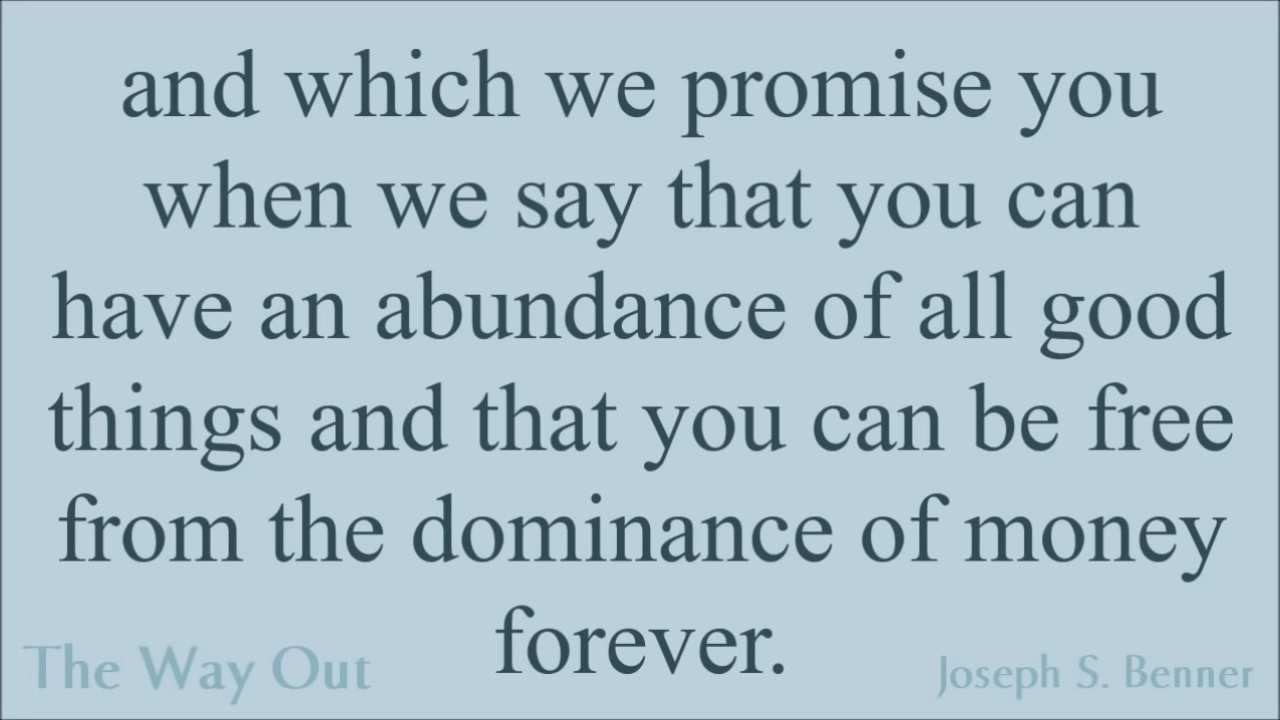 and which we promise you
when we say that you can
have an abundance of all good
things and that you can be free
from the dominance of money
forever.
The Way Out
Joseph S. Benner